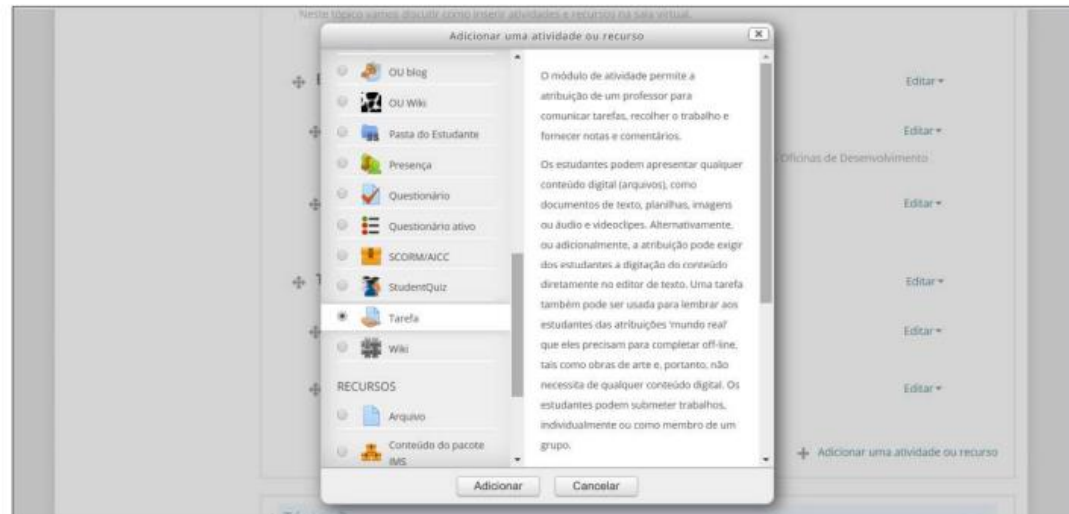 Neste tópico vamos discutir como inserir atividades e recursos na sala virtual.
Adicionar uma atividade ou recurso
OU blog
OU Wiki
Pasta do Estudante
Presença
Questionário
Questionário ativo
SCORM/AICC
StudentQuiz
Tarefa
Wiki
RECURSOS
Arquivo
Conteúdo do pacote
IMS
O módulo de atividade permite a
atribuição de um professor para
comunicar tarefas, recolher o trabalho e
fornecer notas e comentários.
Os estudantes podem apresentar qualquer
conteúdo digital (arquivos), como
documentos de texto, planilhas, imagens
ou áudio e videoclipes. Alternativamente,
ou adicionalmente, a atribuição pode exigir
dos estudantes a digitação do conteúdo
diretamente no editor de texto. Uma tarefa
também pode ser usada para lembrar aos
estudantes das atribuições 'mundo real'
que eles precisam para completar off-line,
tais como obras de arte e, portanto, não
necessita de qualquer conteúdo digital. Os
estudantes podem submeter trabalhos,
individualmente ou como membro de um
grupo.
Editar
Editar
Oficinas de Desenvolvimento
Editar
Editar
Editar
Editar
Adicionar uma atividade ou recurso
Adicionar
Cancelar